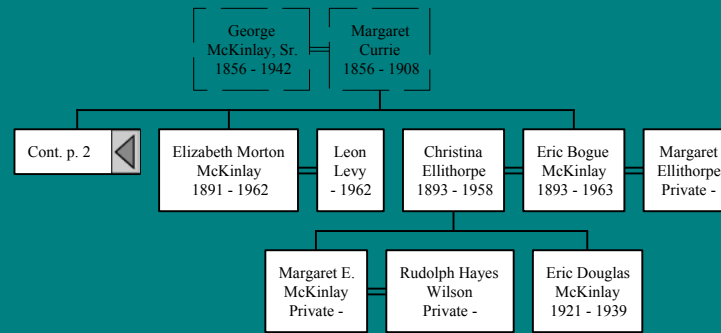 George
McKinlay, Sr.
1856 - 1942
Margaret
Currie
1856 - 1908
Cont. p. 2
Elizabeth Morton
McKinlay
1891 - 1962
Leon
Levy
- 1962
Christina
Ellithorpe
1893 - 1958
Eric Bogue
McKinlay
1893 - 1963
Margaret
Ellithorpe
Private -
Margaret E.
McKinlay
Private -
Rudolph Hayes
Wilson
Private -
Eric Douglas
McKinlay
1921 - 1939